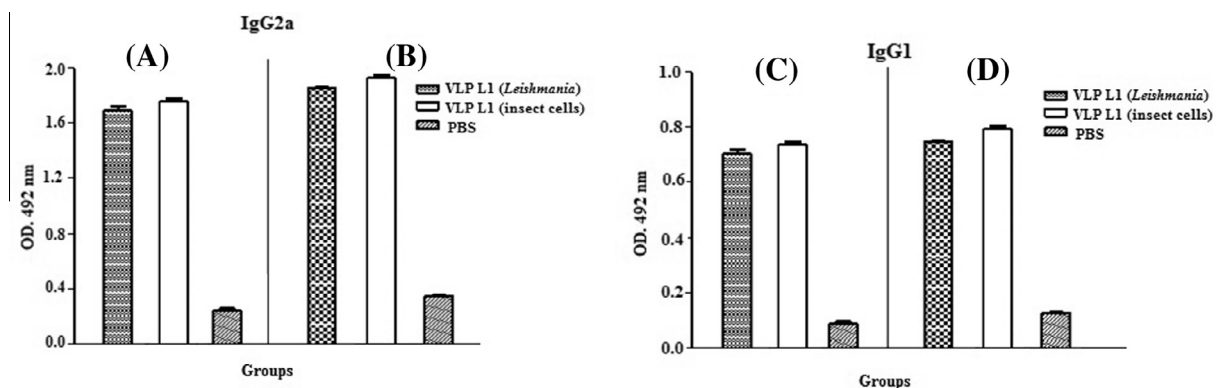 IgG2a
(A)
(B)
2.0
1.6
1.2
0.8
0.4
0.0
OD. 492 nm
VLP L1 (Leishmania)
VLP L1 (insect cells)
PBS
Groups
IgG1
(C)
(D)
1.0
0.8
0.6
0.4
0.2
0.0
OD. 492 nm
VLP L1 (Leishmania)
VLP L1 (insect cells)
PBS
Groups